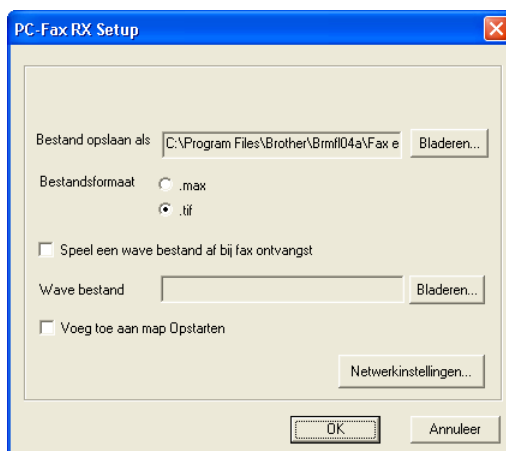 PC-Fax RX Setup
Bestand opslaan als C:\Program Files\Brother\Brmfl04a\Fax e Bladeren...
Bestandsformaat .max
.tif
Speel een wave bestand af bij fax ontvangst
Wave bestand Bladeren...
Voeg toe aan map Opstarten
Netwerkinstellingen...
OK Annuleer